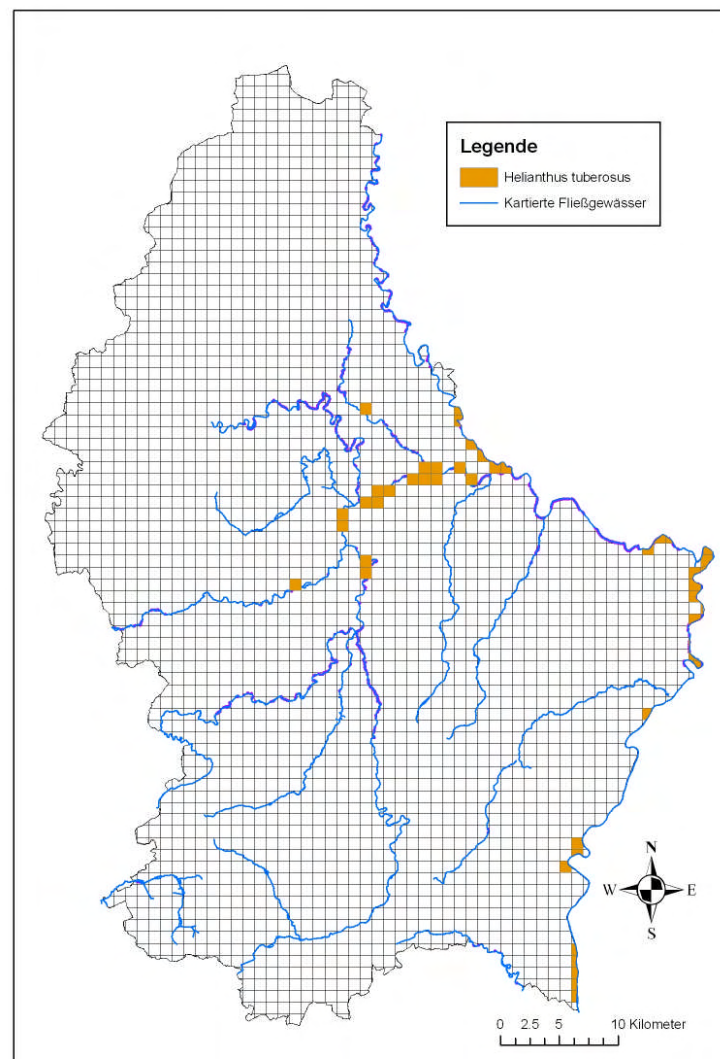 Legende
Helianthus tuberosus
Kartierte Fließgewässer
N
W E
S
0 2.5 5 10 Kilometer